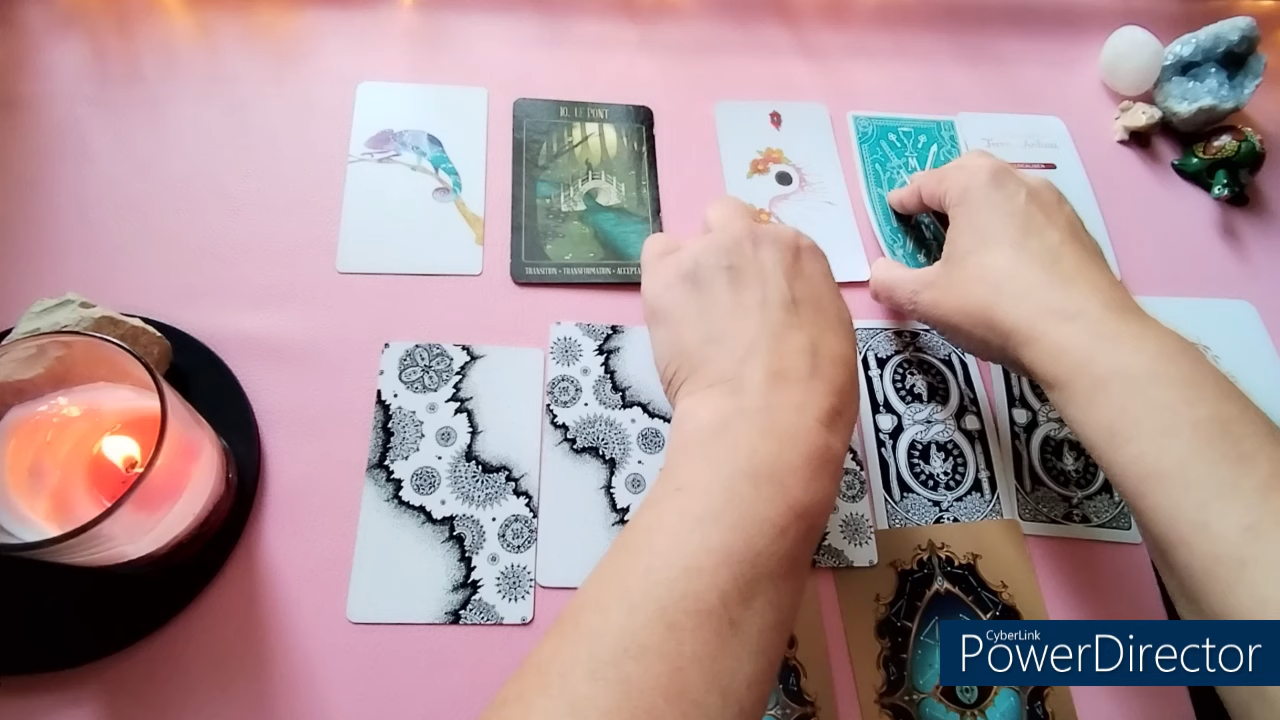 10. LE PONT
TRANSITION • TRANSFORMATION • ACCEPTA
CyberLink
PowerDirector